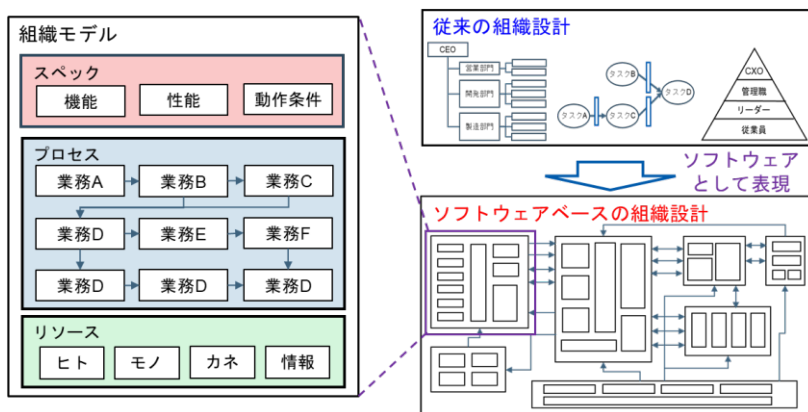 組織モデル
スペック
機能
性能
動作条件
プロセス
業務A
業務B
業務C
業務D
業務E
業務F
業務D
業務D
業務D
リソース
ヒト
モノ
カネ
情報
従来の組織設計
CEO
営業部門
開発部門
製造部門
タスクB
タスクD
タスクA
タスクC
CXO
管理職
リーダー
従業員
ソフトウェア
として表現
ソフトウェアベースの組織設計